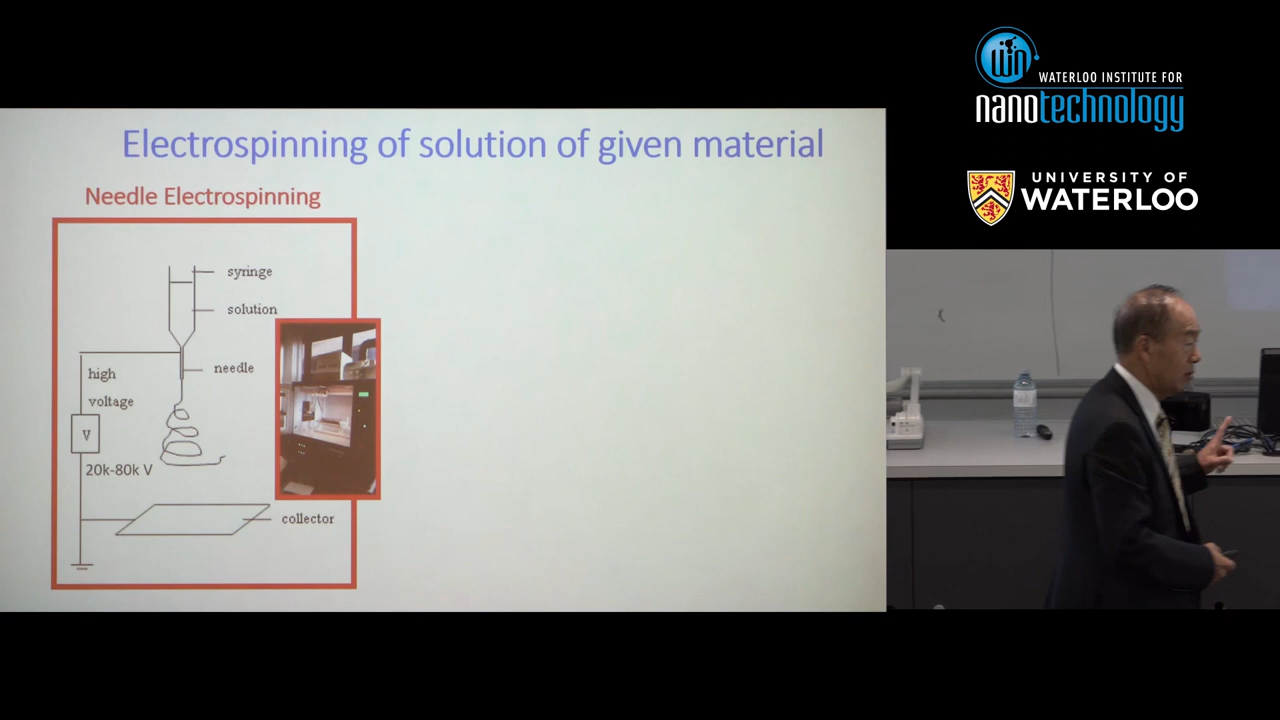 Electrospinning of solution of given material
Needle Electrospinning
syringe
solution
needle
high
voltage
V
20k-80k V
collector
win
WATERLOO INSTITUTE FOR
nanotechnology
UNIVERSITY OF
WATERLOO